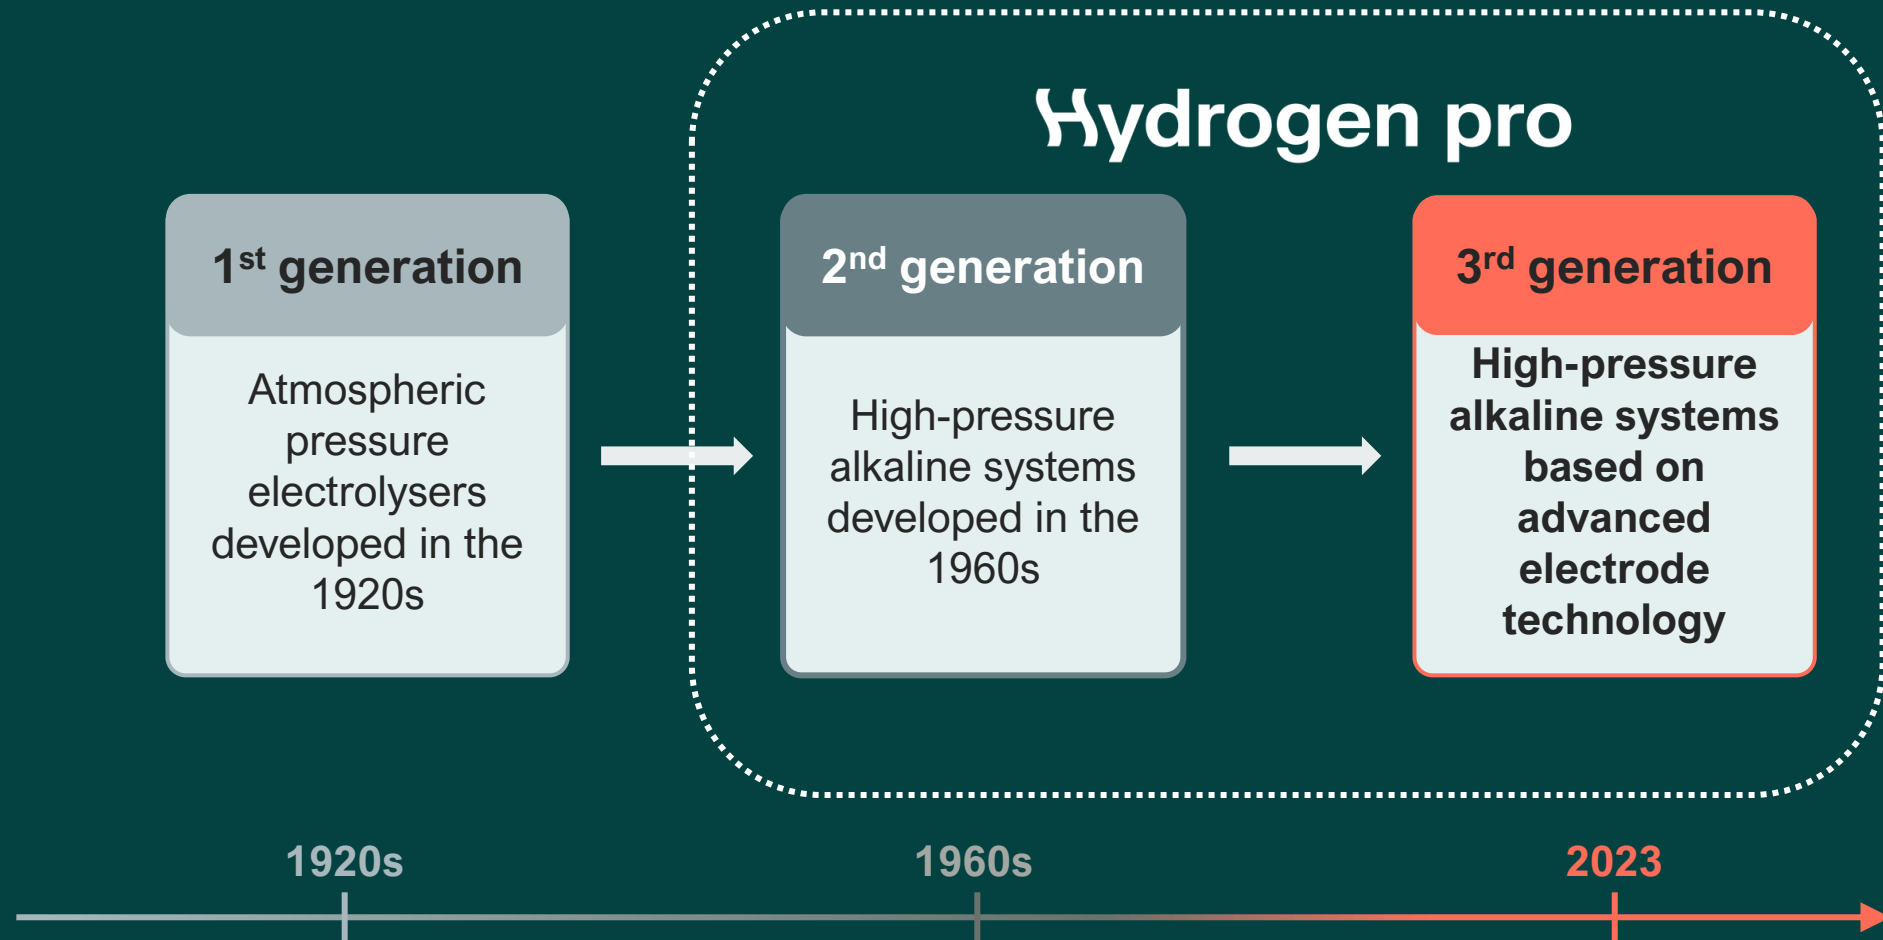 Hydrogen pro
1st generation
Atmospheric
pressure
electrolysers
developed in the
1920s
2nd generation
High-pressure
alkaline systems
developed in the
1960s
3rd generation
High-pressure
alkaline systems
based on
advanced
electrode
technology
1920s
1960s
2023